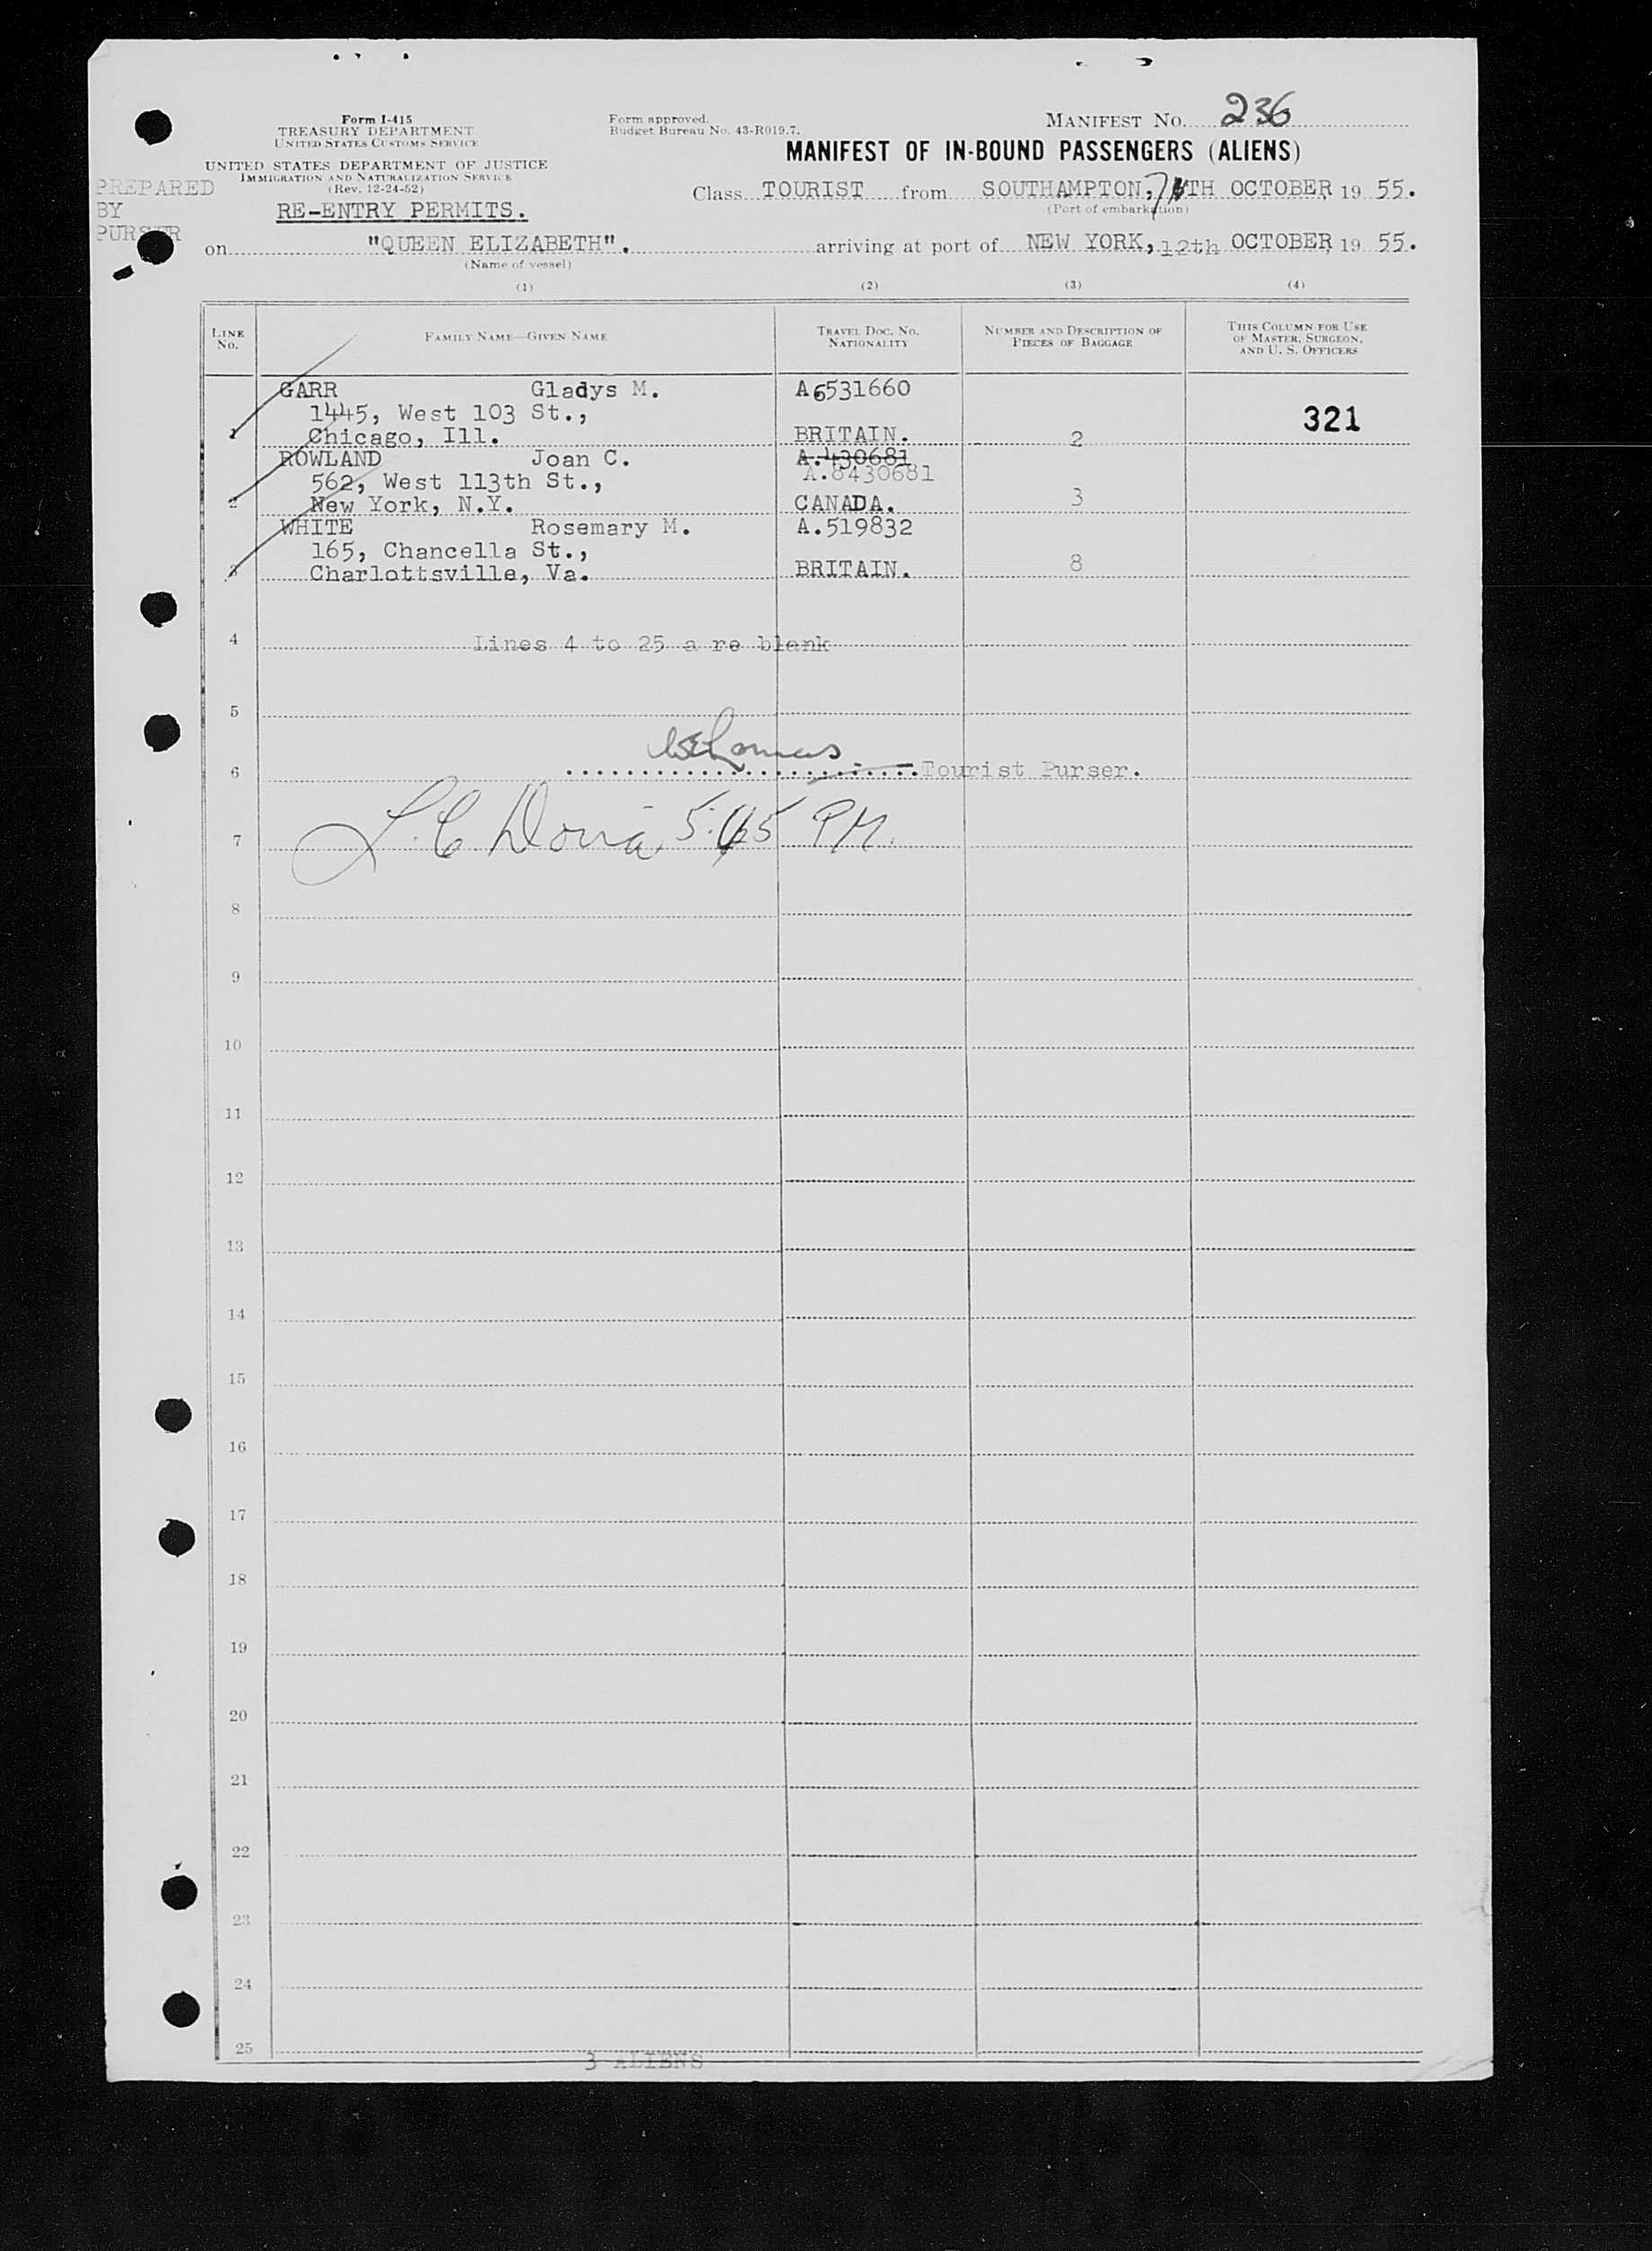 Form I-415
TREASURY DEPARTMENT
UNITED STATES CUSTOMS SERVICE
UNITED STATES DEPARTMENT OF JUSTICE
IMMIGRATION AND NATURALIZATION SERVICE
(Rev. 12-24-52)
Form approved.
Budget Bureau No. 43-R019.7.
MANIFEST NO. 236
MANIFEST OF IN-BOUND PASSENGERS (ALIENS)
PREPARED
BY
PURSER
RE-ENTRY PERMITS.
Class TOURIST from SOUTHAMPTON, 7TH OCTOBER 19 55.
(Port of embarkation)
on "QUEEN ELIZABETH". arriving at port of NEW YORK, 12th OCTOBER 19 55.
(Name of vessel)
(1) (2) (3) (4)
LINE NO. FAMILY NAME—GIVEN NAME TRAVEL DOC. NO. NATIONALITY NUMBER AND DESCRIPTION OF PIECES OF BAGGAGE THIS COLUMN FOR USE OF MASTER, SURGEON, AND U. S. OFFICERS
GARR Gladys M. A6531660
1445, West 103 St.,
321
1 Chicago, Ill. BRITAIN. 2
ROWLAND Joan C. A.430681
562, West 113th St., A.8430681
2 New York, N.Y. CANADA. 3
WHITE Rosemary M. A.519832
165, Chancella St.,
3 Charlottsville, Va. BRITAIN. 8
4 Lines 4 to 25 a re blank
5
6 Tourist Purser.
7 5:05 PM.
8
9
10
11
12
13
14
15
16
17
18
19
20
21
22
23
24
25
3 ALIENS